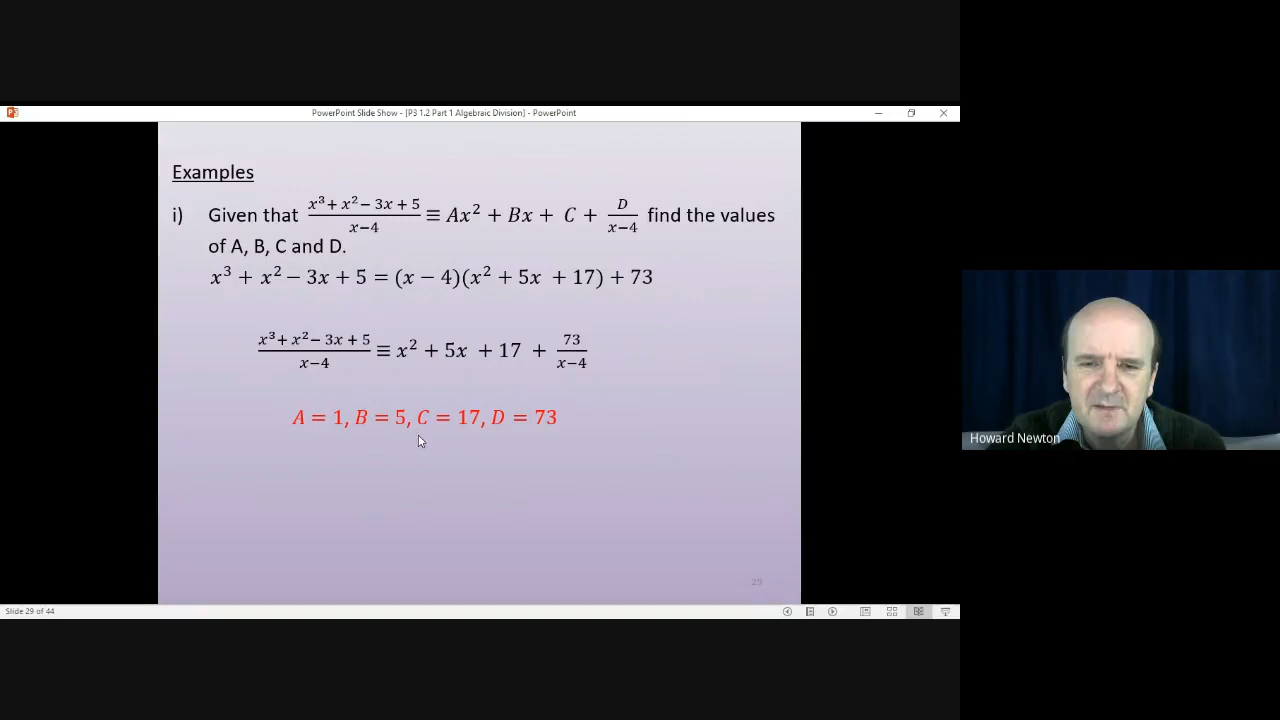 PowerPoint Slide Show - [P3 1.2 Part 1 Algebraic Division] - PowerPoint
Examples
i) Given that (x³ + x² − 3x + 5)/(x−4) ≡ Ax² + Bx + C + D/(x−4) find the values
of A, B, C and D.
x³ + x² − 3x + 5 = (x − 4)(x² + 5x + 17) + 73
(x³ + x² − 3x + 5)/(x−4) ≡ x² + 5x + 17 + 73/(x−4)
A = 1, B = 5, C = 17, D = 73
Howard Newton
29
Slide 29 of 44